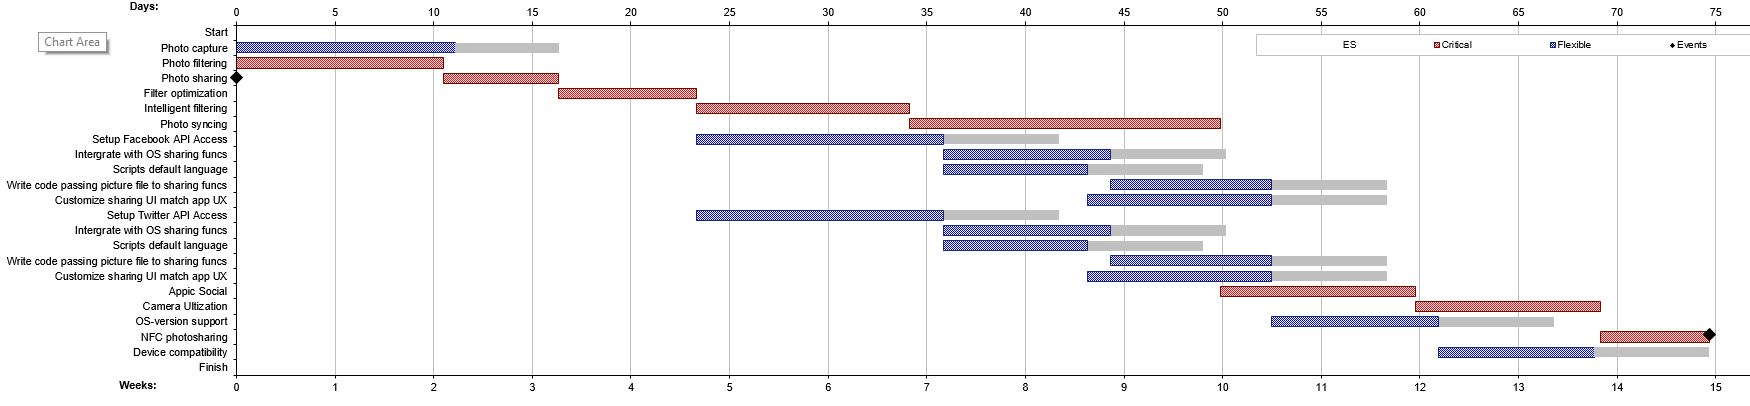 Days:
0 5 10 15 20 25 30 35 40 45 50 55 60 65 70 75
Chart Area
ES Critical Flexible Events
Start
Photo capture
Photo filtering
Photo sharing
Filter optimization
Intelligent filtering
Photo syncing
Setup Facebook API Access
Intergrate with OS sharing funcs
Scripts default language
Write code passing picture file to sharing funcs
Customize sharing UI match app UX
Setup Twitter API Access
Intergrate with OS sharing funcs
Scripts default language
Write code passing picture file to sharing funcs
Customize sharing UI match app UX
Appic Social
Camera Ultization
OS-version support
NFC photosharing
Device compatibility
Finish
Weeks:
0 1 2 3 4 5 6 7 8 9 10 11 12 13 14 15